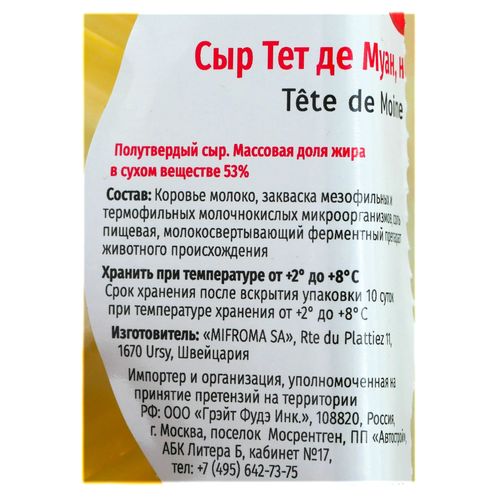 Сыр Тет де Муан, н
Tête de Moine
Полутвердый сыр. Массовая доля жира
в сухом веществе 53%
Состав: Коровье молоко, закваска мезофильных и
термофильных молочнокислых микроорганизмов, соль
пищевая, молокосвертывающий ферментный препарат
животного происхождения
Хранить при температуре от +2° до +8°C
Срок хранения после вскрытия упаковки 10 суток
при температуре хранения от +2° до +8°C
Изготовитель: «MIFROMA SA», Rte du Plattiez 11,
1670 Ursy, Швейцария
Импортер и организация, уполномоченная на
принятие претензий на территории
РФ: ООО «Грэйт Фудэ Инк.», 108820, Россия,
г. Москва, поселок Мосрентген, ПП «Автострой»,
АБК Литера Б, кабинет №17,
тел: +7 (495) 642-73-75